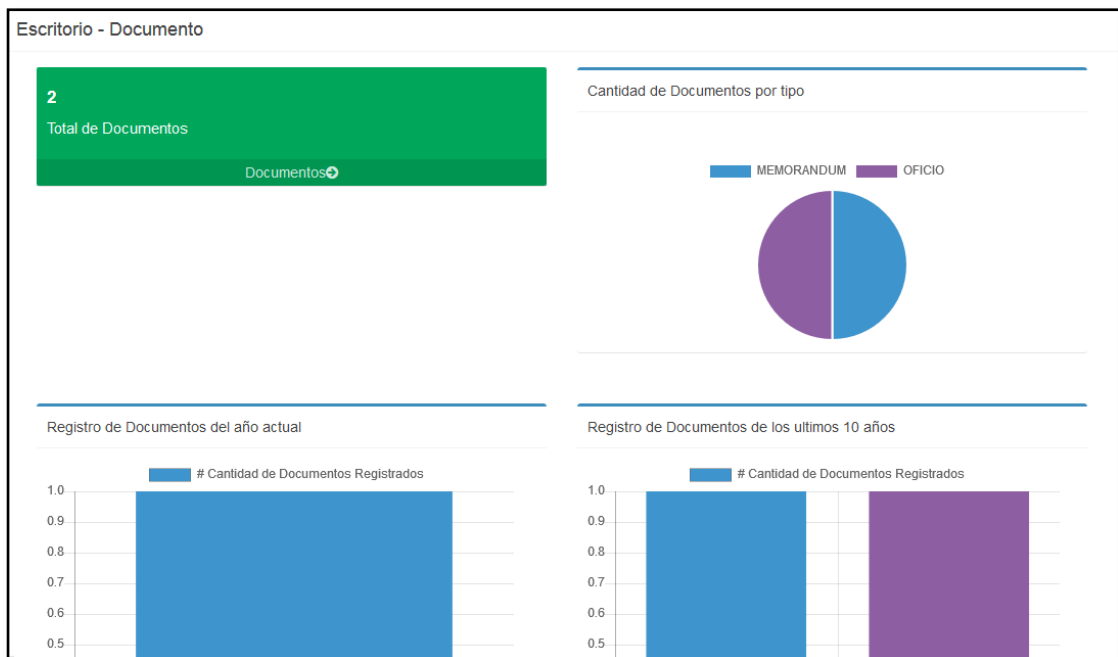 Escritorio - Documento
2
Total de Documentos
Documentos
Cantidad de Documentos por tipo
MEMORANDUM OFICIO
Registro de Documentos del año actual
# Cantidad de Documentos Registrados
1.0
0.9
0.8
0.7
0.6
0.5
Registro de Documentos de los ultimos 10 años
# Cantidad de Documentos Registrados
1.0
0.9
0.8
0.7
0.6
0.5